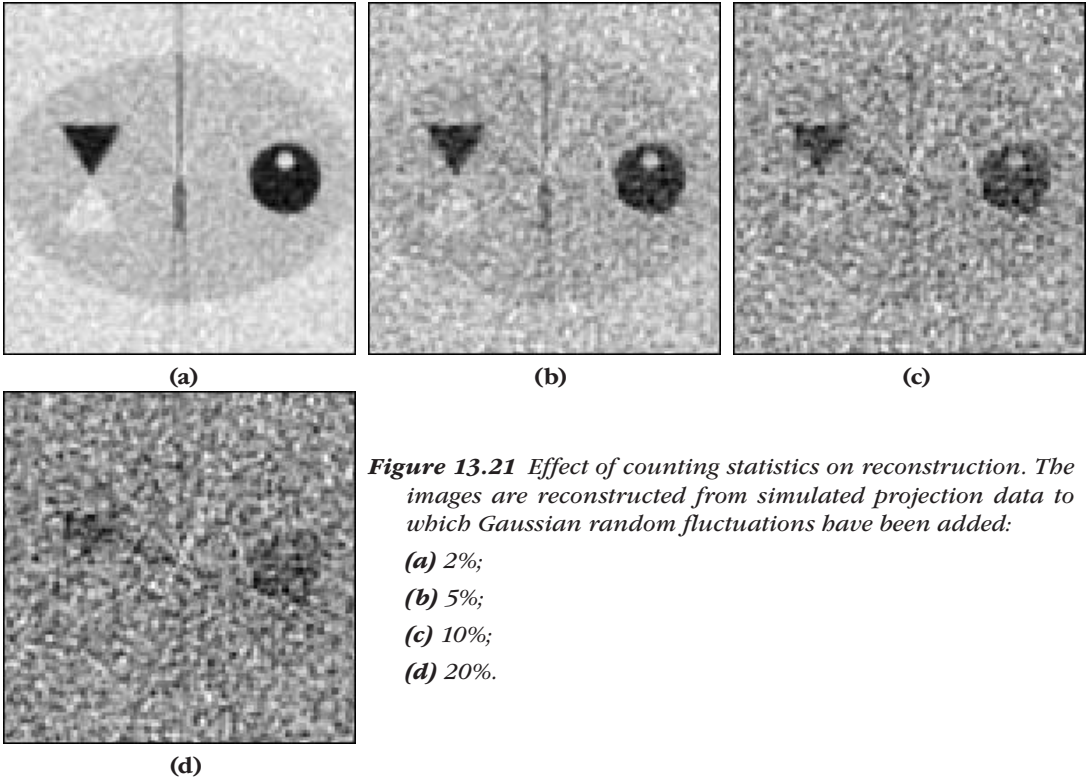 (a)
(b)
(c)
(d)
Figure 13.21 Effect of counting statistics on reconstruction. The
images are reconstructed from simulated projection data to
which Gaussian random fluctuations have been added:
(a) 2%;
(b) 5%;
(c) 10%;
(d) 20%.